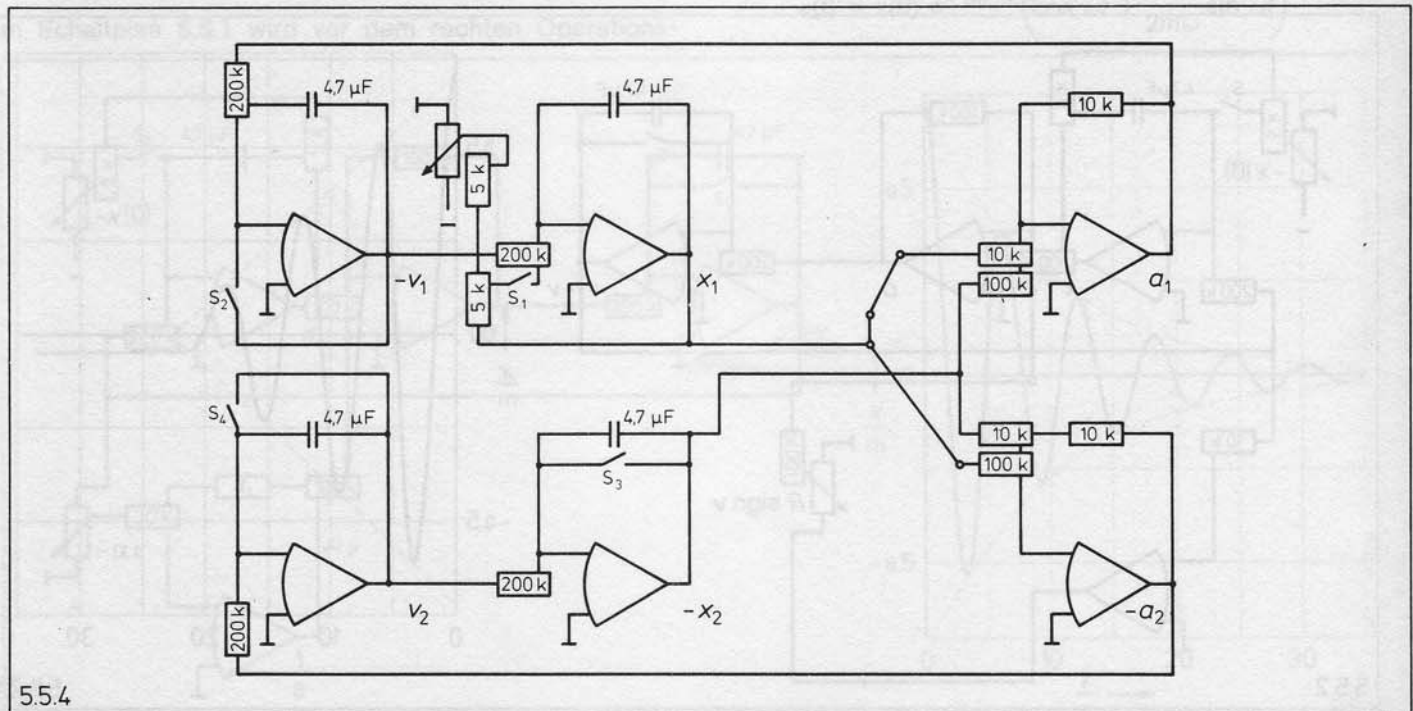 200 k
4,7 µF
5 k
4,7 µF
10 k
200 k
10 k
S₂
-v₁
5 k
S₁
x₁
100 k
a₁
S₄
4,7 µF
4,7 µF
S₃
10 k
10 k
100 k
200 k
200 k
v₂
-x₂
-a₂
5.5.4